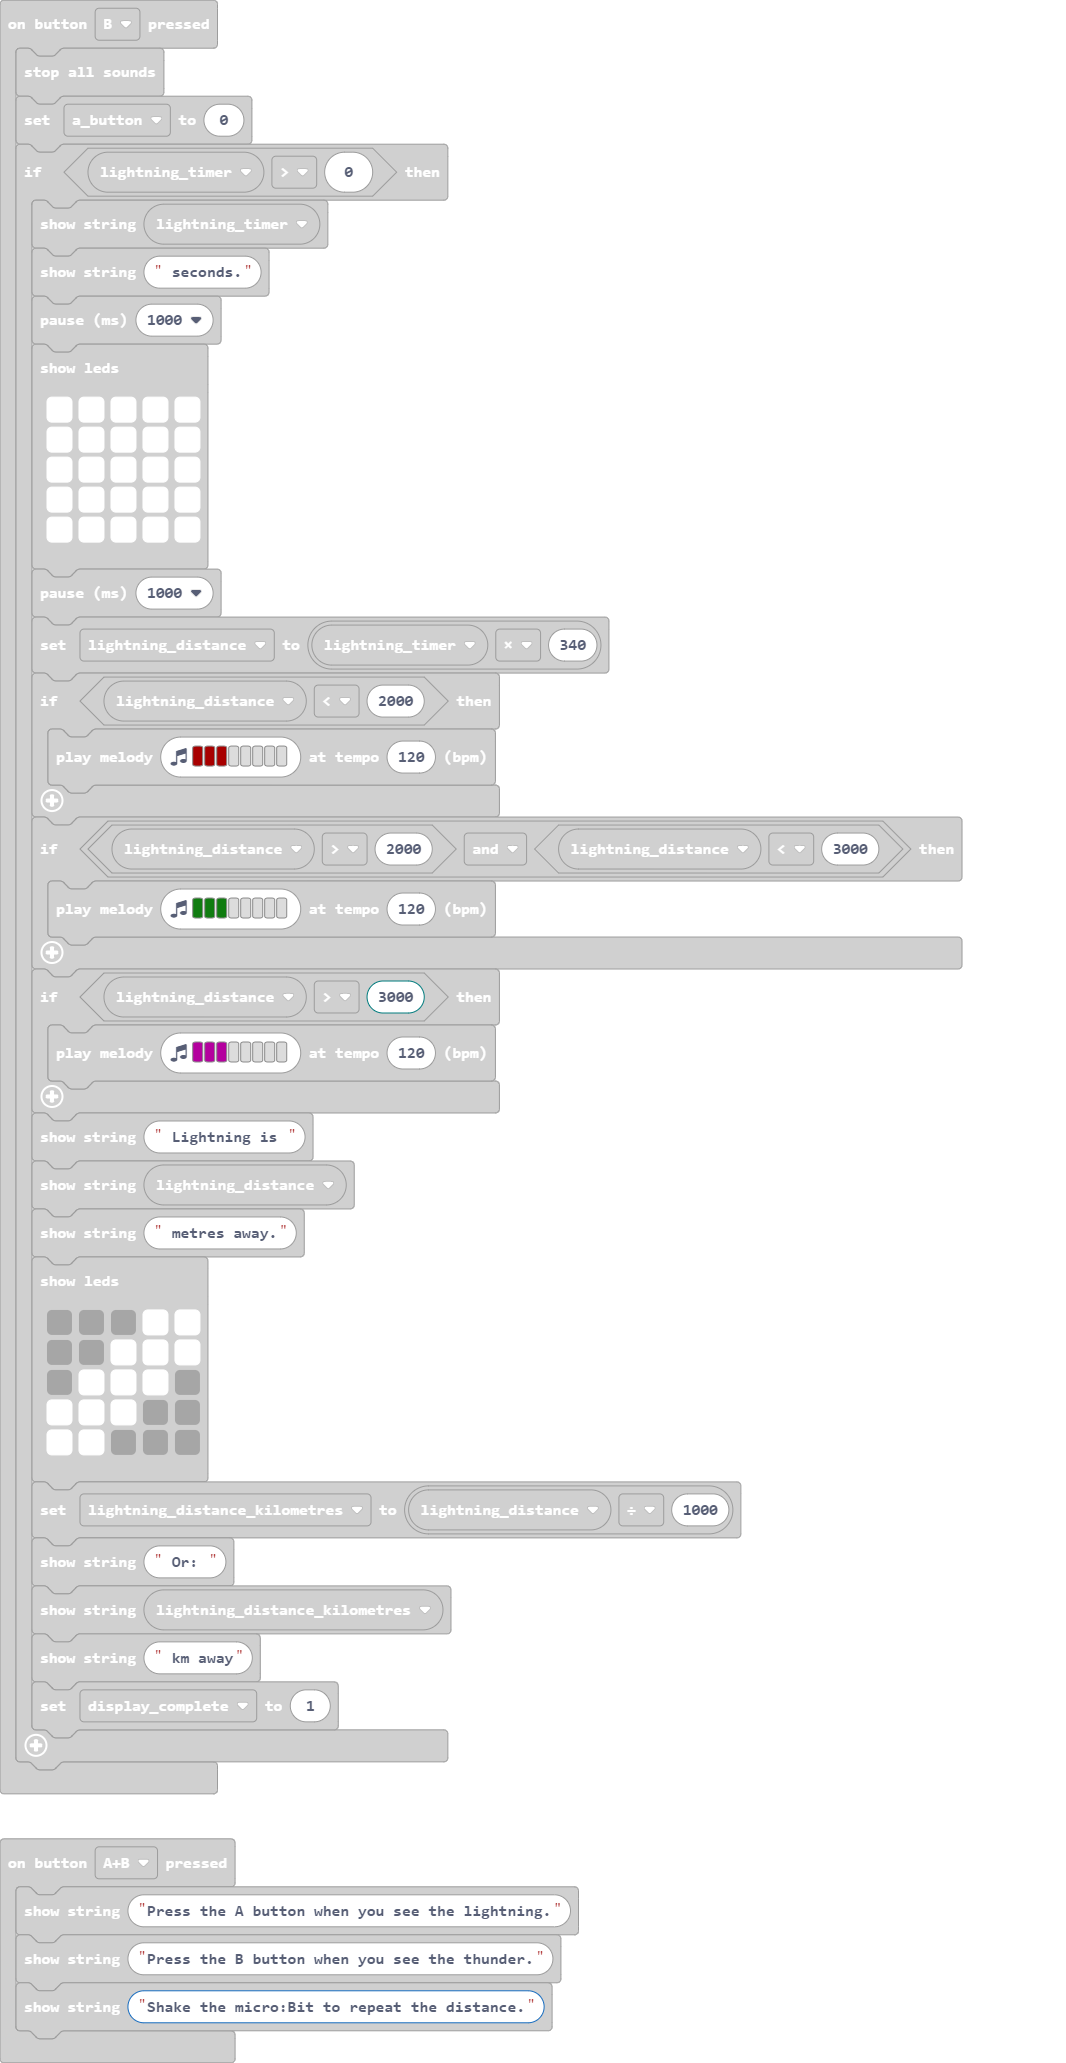 on button B pressed
stop all sounds
set a_button to 0
if lightning_timer > 0 then
show string lightning_timer
show string " seconds."
pause (ms) 1000
show leds
pause (ms) 1000
set lightning_distance to lightning_timer × 340
if lightning_distance < 2000 then
play melody at tempo 120 (bpm)
if lightning_distance > 2000 and lightning_distance < 3000 then
play melody at tempo 120 (bpm)
if lightning_distance > 3000 then
play melody at tempo 120 (bpm)
show string " Lightning is "
show string lightning_distance
show string " metres away."
show leds
set lightning_distance_kilometres to lightning_distance ÷ 1000
show string " Or: "
show string lightning_distance_kilometres
show string " km away"
set display_complete to 1
on button A+B pressed
show string "Press the A button when you see the lightning."
show string "Press the B button when you see the thunder."
show string "Shake the micro:Bit to repeat the distance."